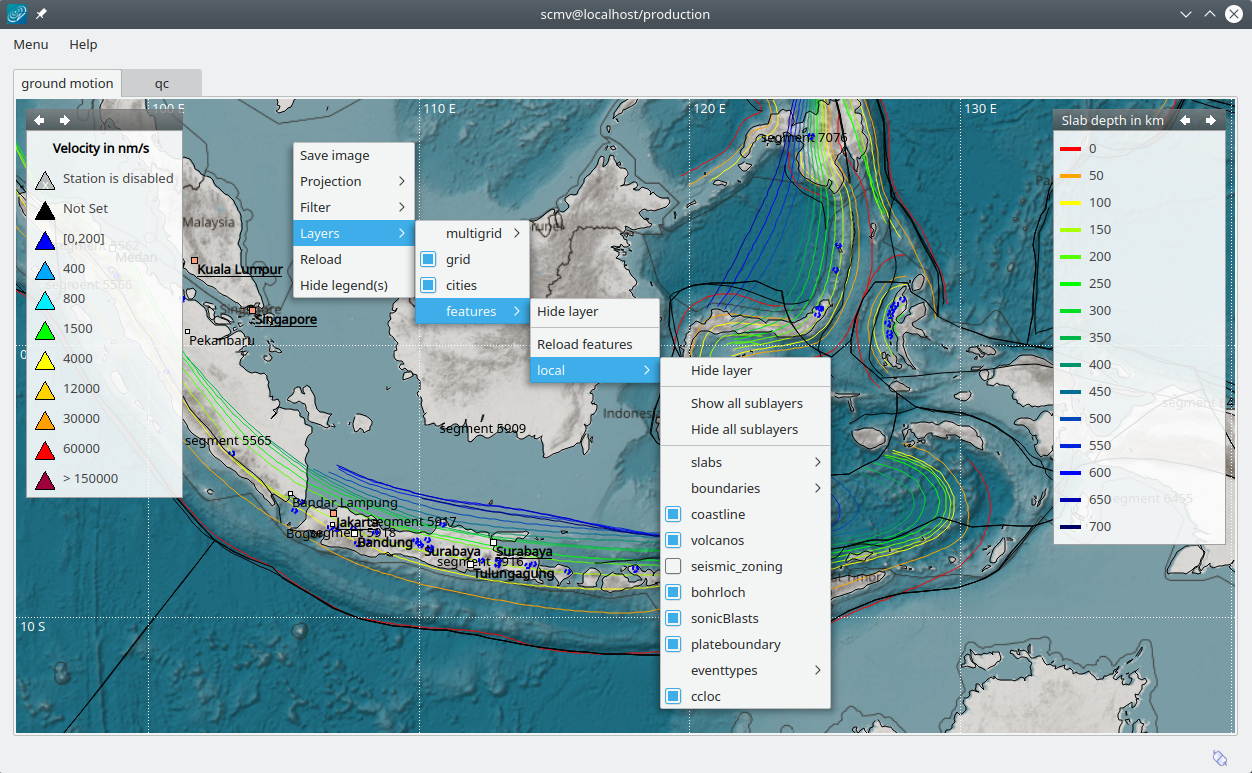 scmv@localhost/production
Menu Help
ground motion qc
100 E 110 E 120 E 130 E
Velocity in nm/s
Station is disabled
Not Set
[0,200]
400
800
1500
4000
12000
30000
60000
> 150000
Slab depth in km
0
50
100
150
200
250
300
350
400
450
500
550
600
650
700
Save image
Projection
Filter
Layers
Reload
Hide legend(s)
multigrid
grid
cities
features
Hide layer
Reload features
local
Hide layer
Show all sublayers
Hide all sublayers
slabs
boundaries
coastline
volcanos
seismic_zoning
bohrloch
sonicBlasts
plateboundary
eventtypes
ccloc
segment 7076
Malaysia
Medan
segment 5566
Kuala Lumpur
Singapore
Singapore
Pekanbaru
segment 5565
segment 5909
Bandar Lampung
Jakarta
segment 5917
Bogor
segment 5918
Bandung
Surabaya
Surabaya
segment 5916
Tulungagung
segment 6455
10 S